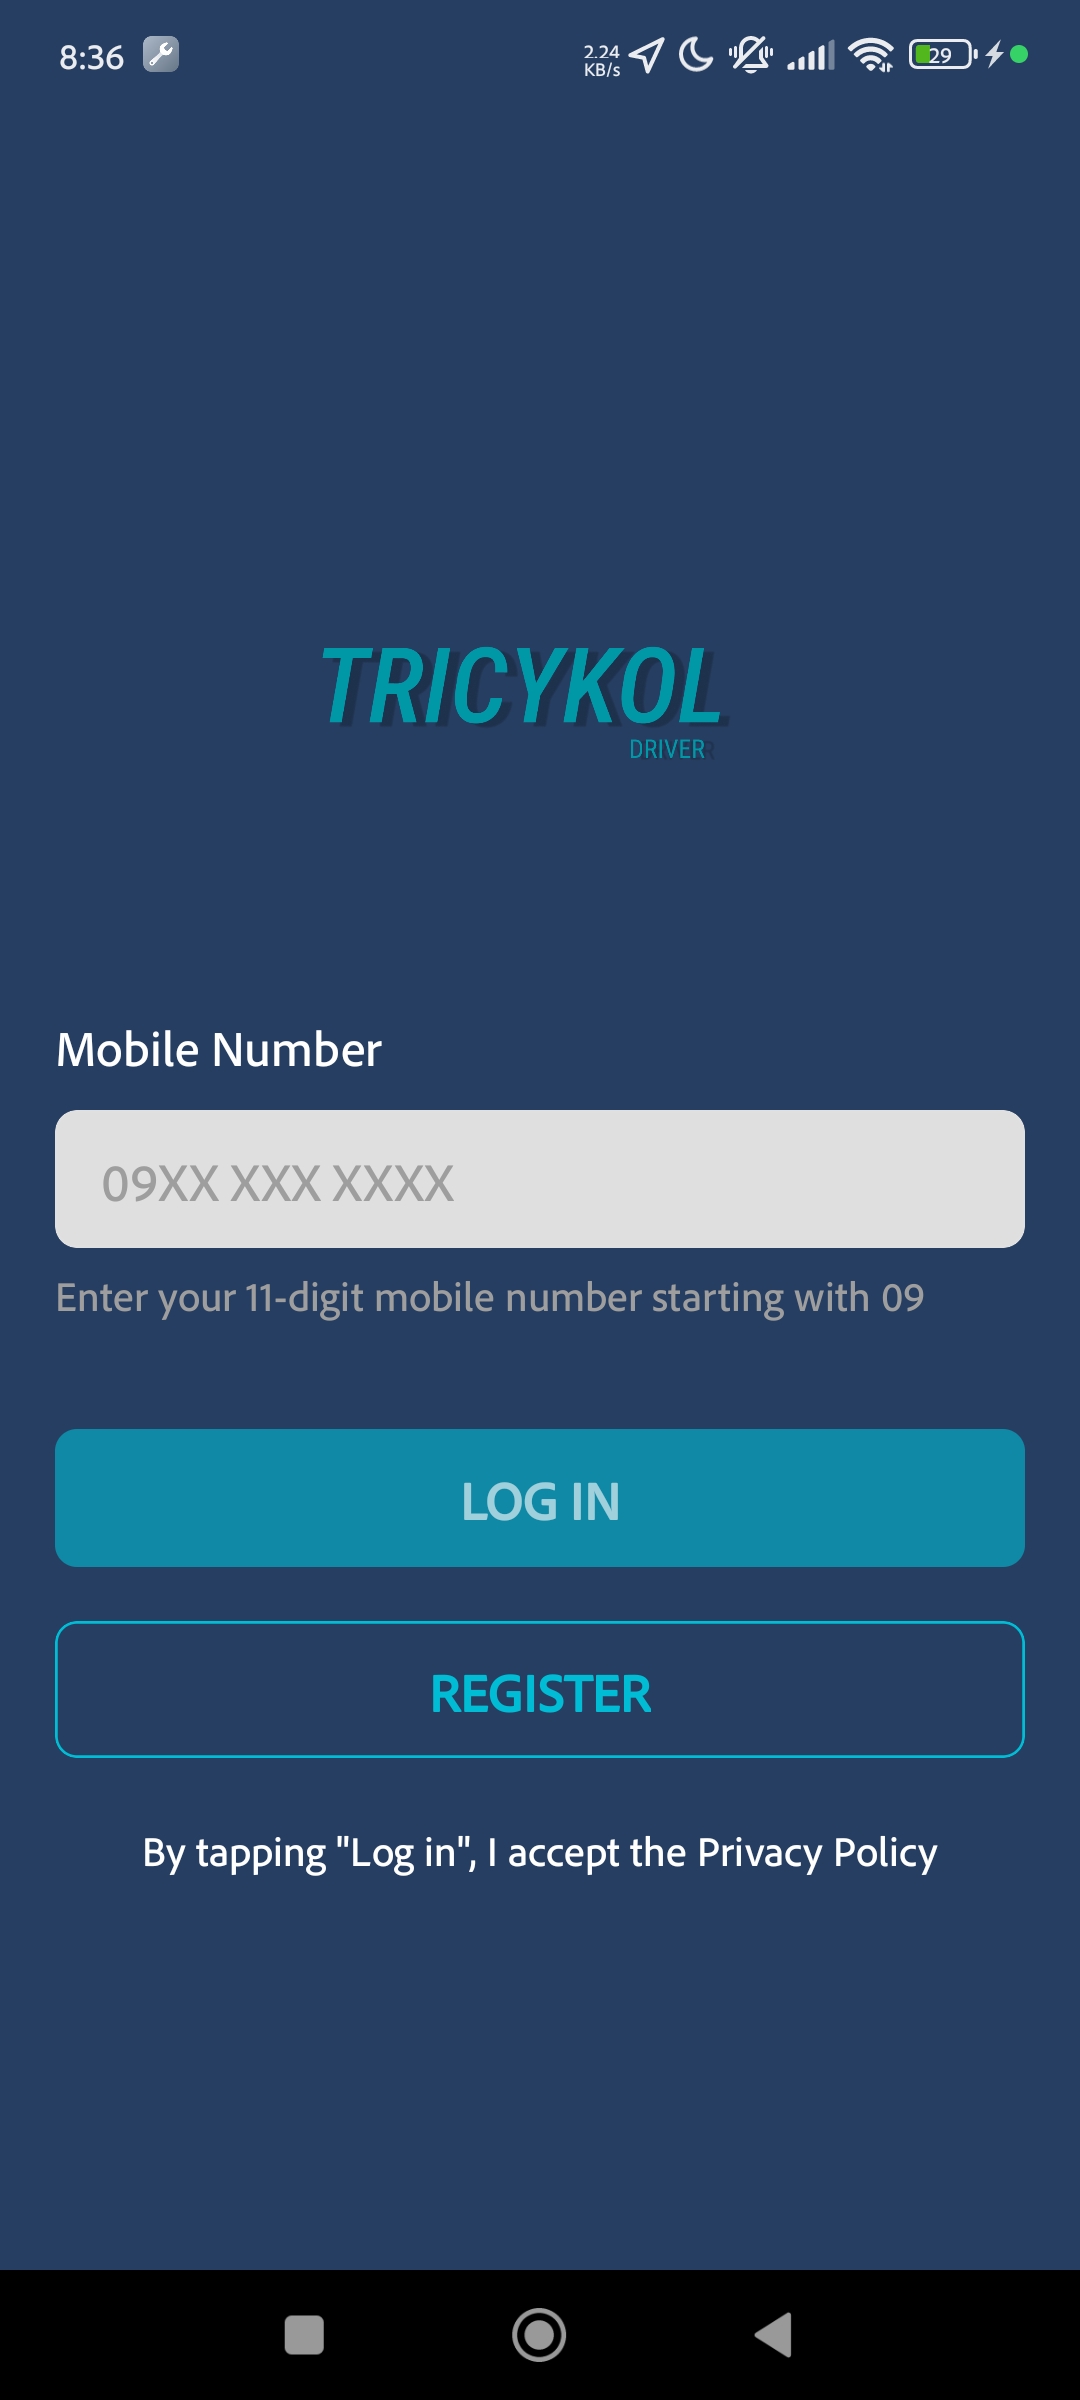 8:36
2.24
KB/s
29
TRICYKOL
DRIVER
Mobile Number
09XX XXX XXXX
Enter your 11-digit mobile number starting with 09
LOG IN
REGISTER
By tapping "Log in", I accept the Privacy Policy